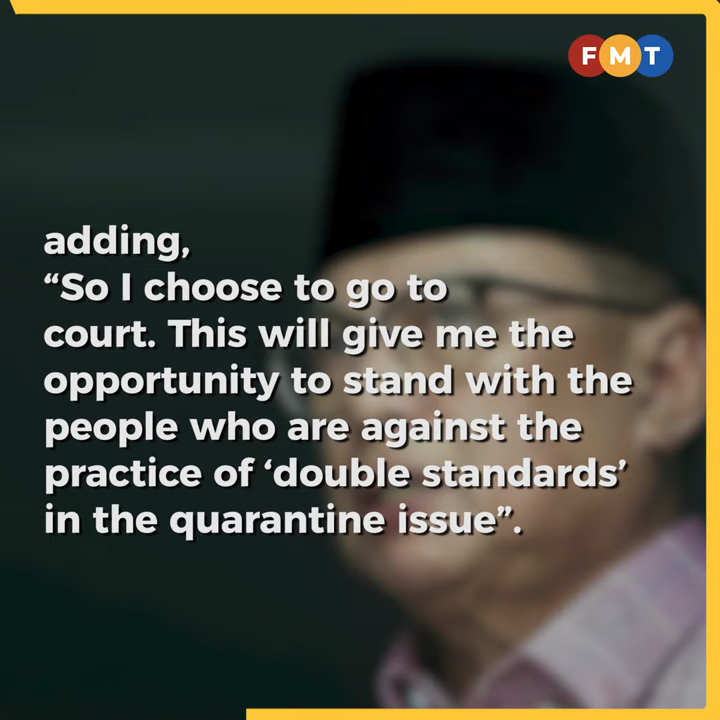 FMT
adding,
“So I choose to go to
court. This will give me the
opportunity to stand with the
people who are against the
practice of ‘double standards’
in the quarantine issue”.